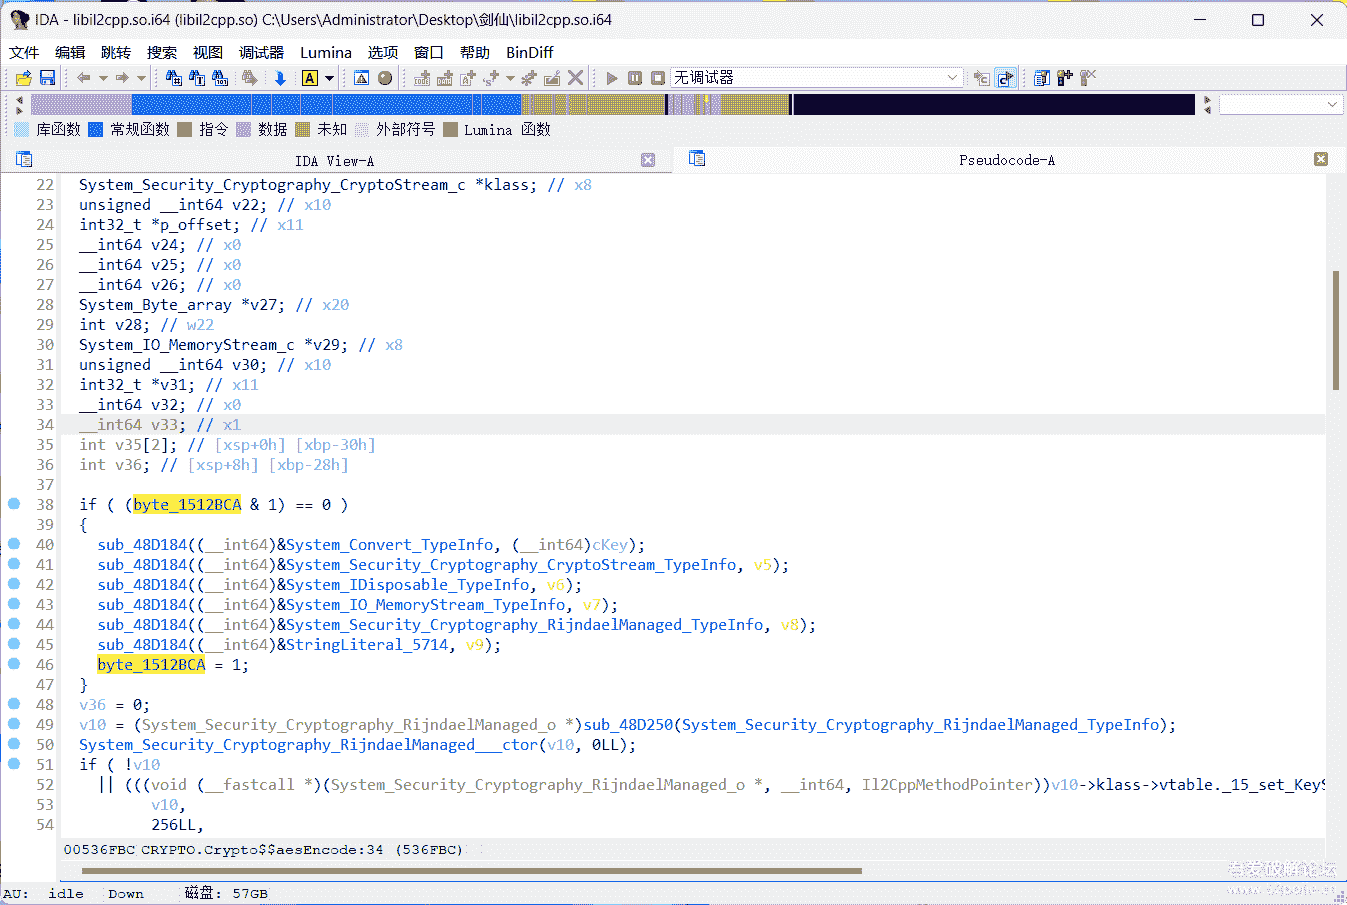 IDA - libil2cpp.so.i64 (libil2cpp.so) C:\Users\Administrator\Desktop\剑仙\libil2cpp.so.i64
文件 编辑 跳转 搜索 视图 调试器 Lumina 选项 窗口 帮助 BinDiff
无调试器
库函数 常规函数 指令 数据 未知 外部符号 Lumina 函数
IDA View-A Pseudocode-A
22 System_Security_Cryptography_CryptoStream_c *klass; // x8
23 unsigned __int64 v22; // x10
24 int32_t *p_offset; // x11
25 __int64 v24; // x0
26 __int64 v25; // x0
27 __int64 v26; // x0
28 System_Byte_array *v27; // x20
29 int v28; // w22
30 System_IO_MemoryStream_c *v29; // x8
31 unsigned __int64 v30; // x10
32 int32_t *v31; // x11
33 __int64 v32; // x0
34 __int64 v33; // x1
35 int v35[2]; // [xsp+0h] [xbp-30h]
36 int v36; // [xsp+8h] [xbp-28h]
37
38 if ( (byte_1512BCA & 1) == 0 )
39 {
40 sub_48D184((__int64)&System_Convert_TypeInfo, (__int64)cKey);
41 sub_48D184((__int64)&System_Security_Cryptography_CryptoStream_TypeInfo, v5);
42 sub_48D184((__int64)&System_IDisposable_TypeInfo, v6);
43 sub_48D184((__int64)&System_IO_MemoryStream_TypeInfo, v7);
44 sub_48D184((__int64)&System_Security_Cryptography_RijndaelManaged_TypeInfo, v8);
45 sub_48D184((__int64)&StringLiteral_5714, v9);
46 byte_1512BCA = 1;
47 }
48 v36 = 0;
49 v10 = (System_Security_Cryptography_RijndaelManaged_o *)sub_48D250(System_Security_Cryptography_RijndaelManaged_TypeInfo);
50 System_Security_Cryptography_RijndaelManaged___ctor(v10, 0LL);
51 if ( !v10
52 || (((void (__fastcall *)(System_Security_Cryptography_RijndaelManaged_o *, __int64, Il2CppMethodPointer))v10->klass->vtable._15_set_KeyS
53 v10,
54 256LL,
00536FBC CRYPTO.Crypto$$aesEncode:34 (536FBC)
AU: idle Down 磁盘: 57GB
吾爱破解论坛